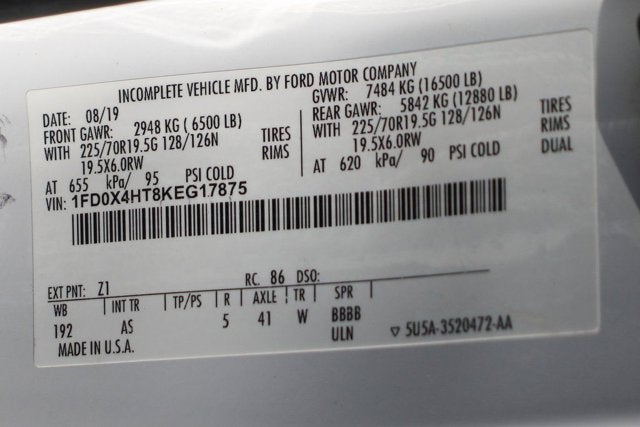 INCOMPLETE VEHICLE MFD. BY FORD MOTOR COMPANY
DATE: 08/19 GVWR: 7484 KG (16500 LB)
FRONT GAWR: 2948 KG ( 6500 LB) REAR GAWR: 5842 KG (12880 LB)
WITH 225/70R19.5G 128/126N TIRES WITH 225/70R19.5G 128/126N TIRES
19.5X6.0RW RIMS 19.5X6.0RW RIMS
AT 655 kPa/ 95 PSI COLD AT 620 kPa/ 90 PSI COLD DUAL
VIN: 1FD0X4HT8KEG17875
EXT PNT: Z1 RC: 86 DSO:
WB INT TR TP/PS R AXLE TR SPR
192 AS 5 41 W BBBB
MADE IN U.S.A. ULN ▽ 5U5A-3520472-AA